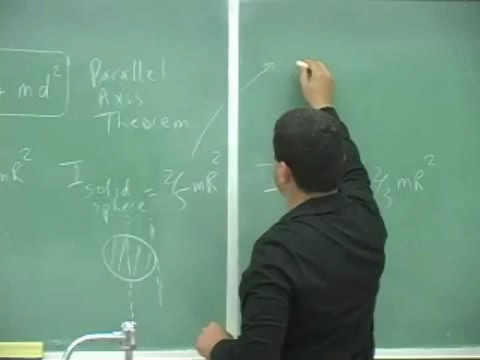 + md²
Parallel
Axis
Theorem
mR²
I solid sphere = 2/5 mR²
2/5 mR²